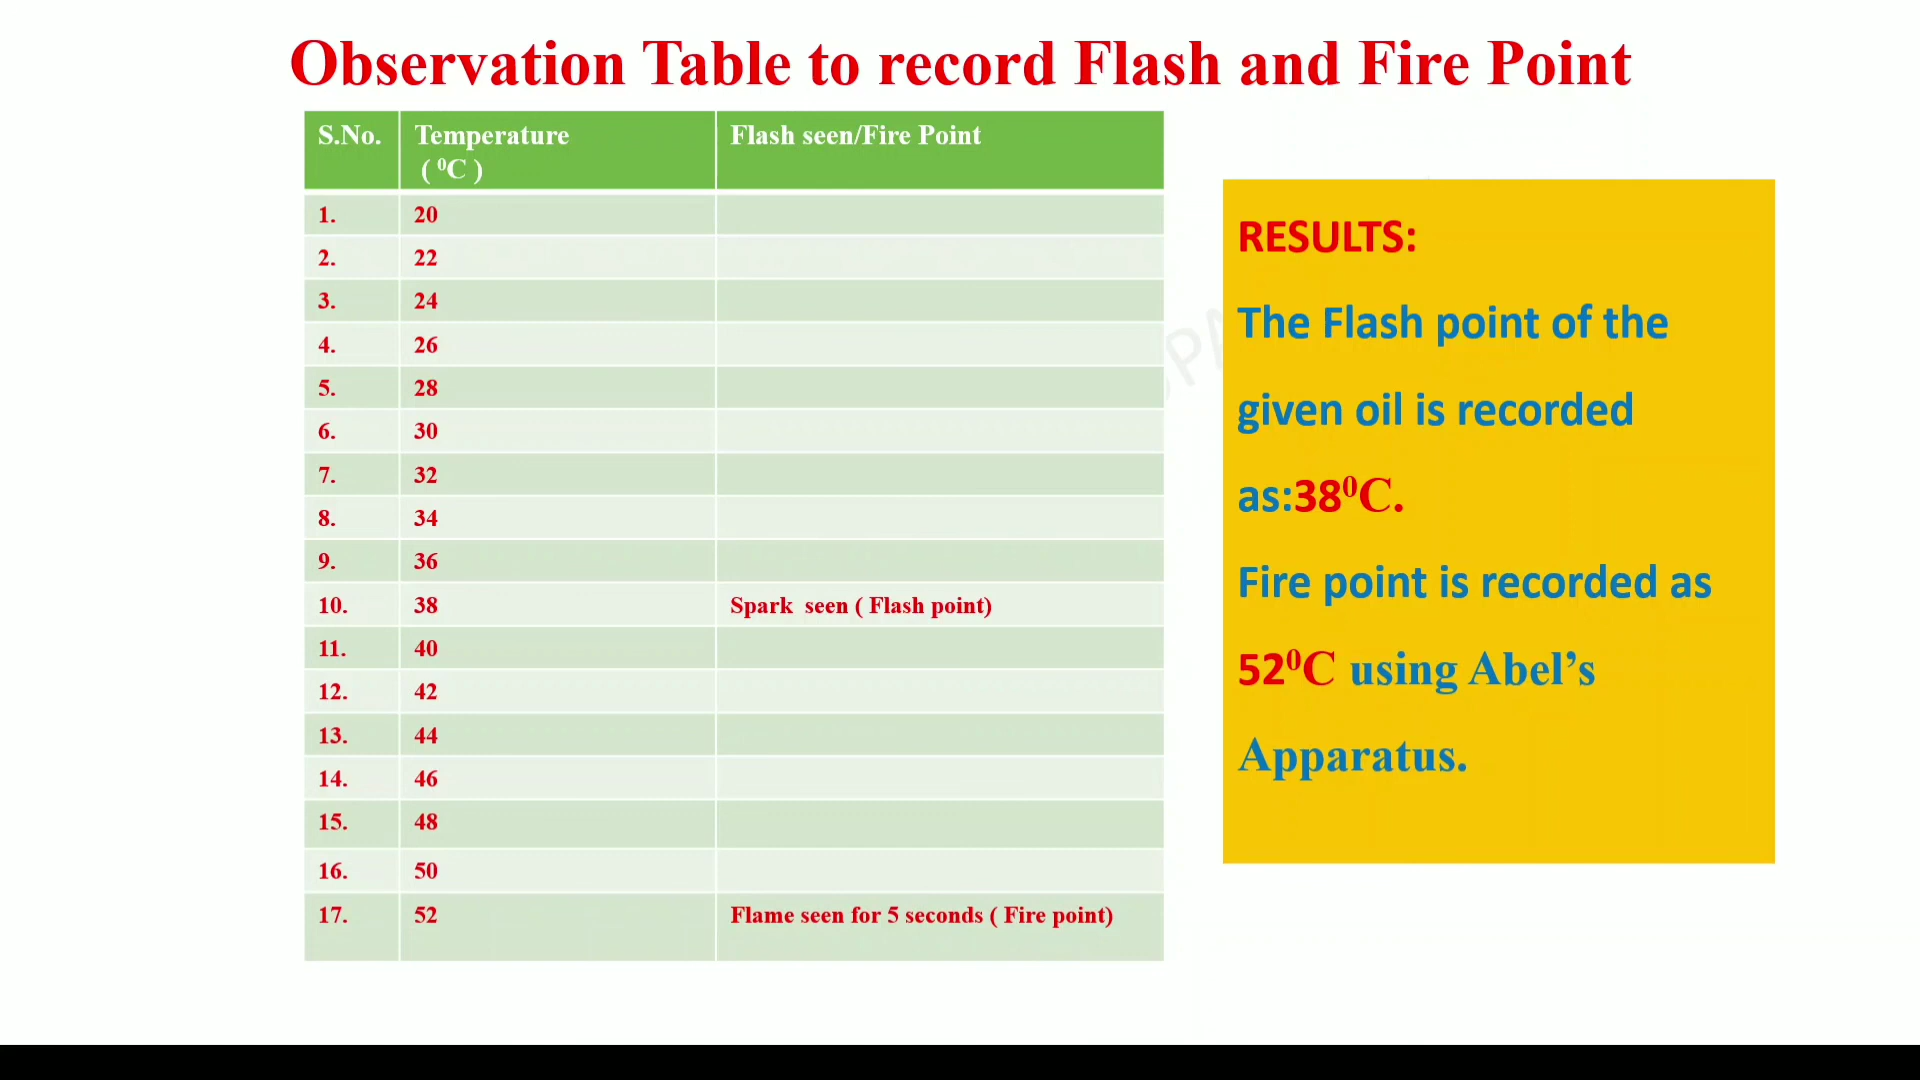 Observation Table to record Flash and Fire Point
S.No. Temperature Flash seen/Fire Point
( ⁰C )
1. 20
2. 22
3. 24
4. 26
5. 28
6. 30
7. 32
8. 34
9. 36
10. 38 Spark seen ( Flash point)
11. 40
12. 42
13. 44
14. 46
15. 48
16. 50
17. 52 Flame seen for 5 seconds ( Fire point)
RESULTS:
The Flash point of the
given oil is recorded
as:38⁰C.
Fire point is recorded as
52⁰C using Abel’s
Apparatus.